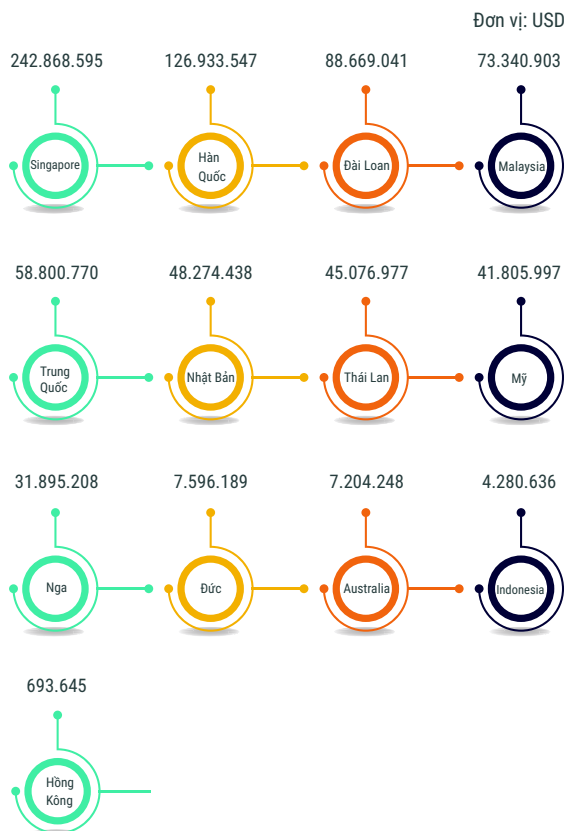 Đơn vị: USD
242.868.595
126.933.547
88.669.041
73.340.903
Singapore
Hàn
Quốc
Đài Loan
Malaysia
58.800.770
48.274.438
45.076.977
41.805.997
Trung
Quốc
Nhật Bản
Thái Lan
Mỹ
31.895.208
7.596.189
7.204.248
4.280.636
Nga
Đức
Australia
Indonesia
693.645
Hồng
Kông